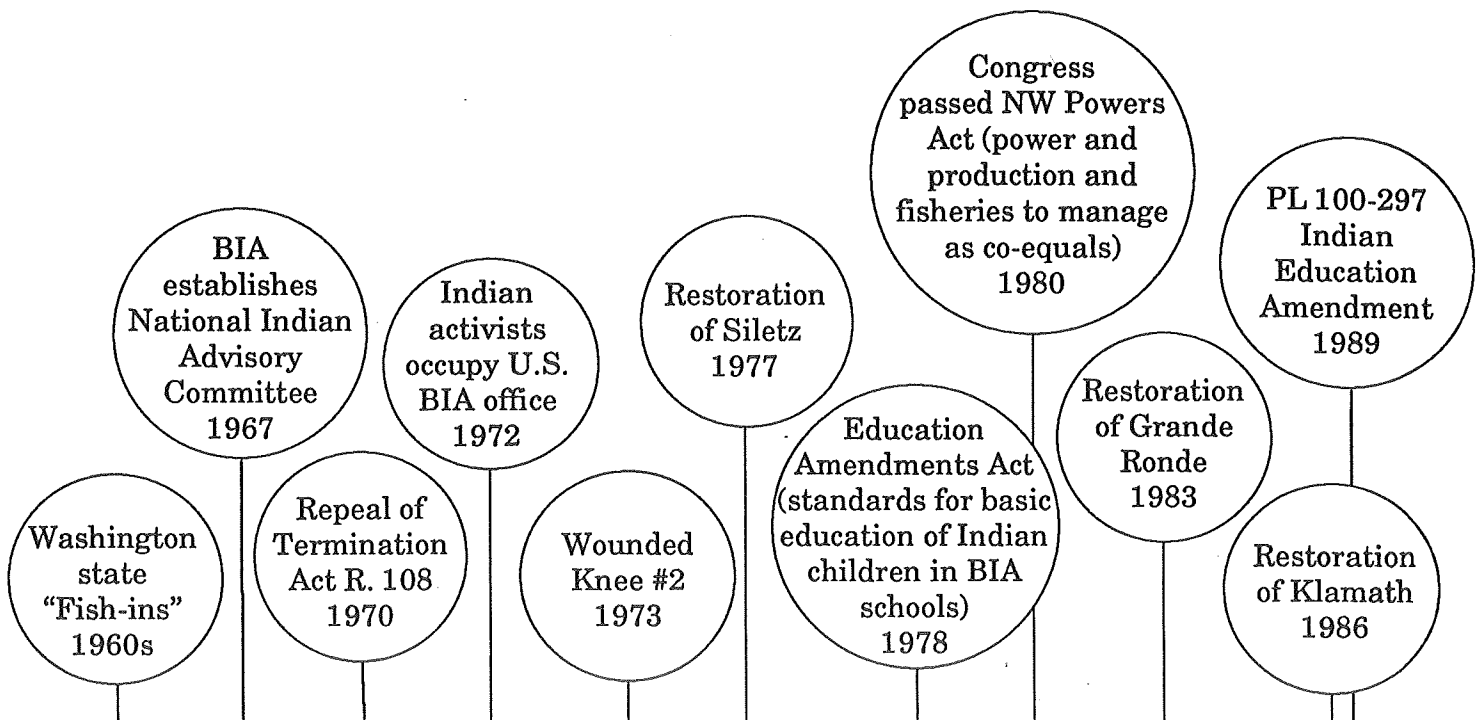 Washington
state
“Fish-ins”
1960s
BIA
establishes
National Indian
Advisory
Committee
1967
Repeal of
Termination
Act R. 108
1970
Indian
activists
occupy U.S.
BIA office
1972
Wounded
Knee #2
1973
Restoration
of Siletz
1977
Education
Amendments Act
(standards for basic
education of Indian
children in BIA
schools)
1978
Congress
passed NW Powers
Act (power and
production and
fisheries to manage
as co-equals)
1980
Restoration
of Grande
Ronde
1983
Restoration
of Klamath
1986
PL 100-297
Indian
Education
Amendment
1989